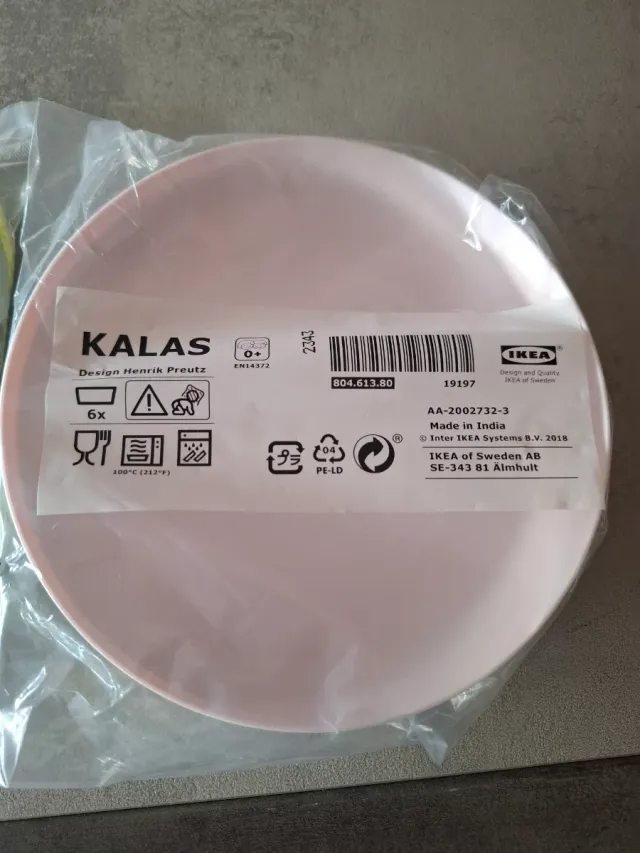 KALAS
Design Henrik Preutz
6x
100°C (212°F)
0+
EN14372
2343
804.613.80
19197
04
PE-LD
®
IKEA®
Design and Quality
IKEA of Sweden
AA-2002732-3
Made in India
© Inter IKEA Systems B.V. 2018
IKEA of Sweden AB
SE-343 81 Älmhult
プラ